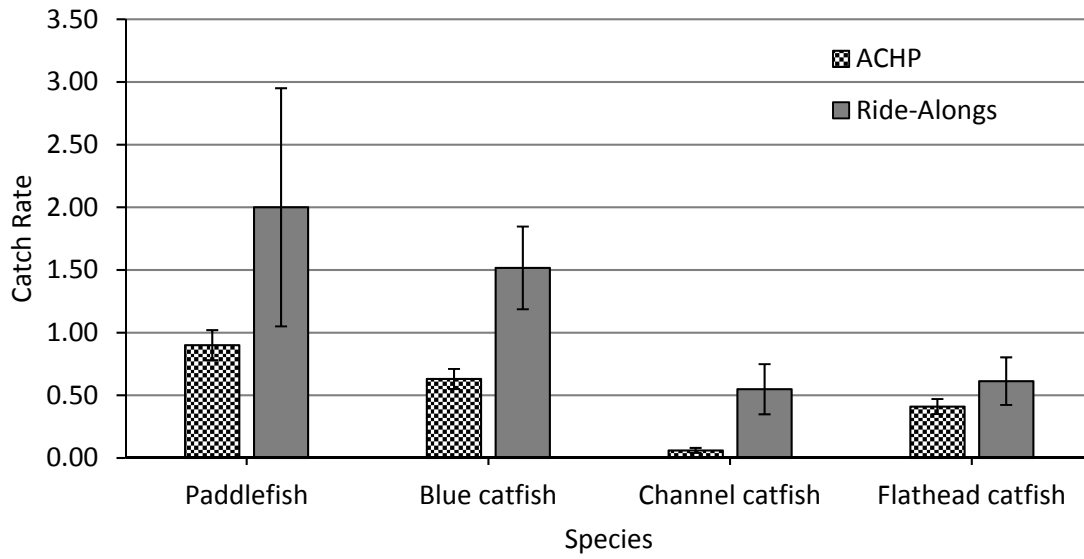 3.50
3.00
2.50
2.00
1.50
1.00
0.50
0.00
Catch Rate
ACHP
Ride-Alongs
Paddlefish
Blue catfish
Channel catfish
Flathead catfish
Species